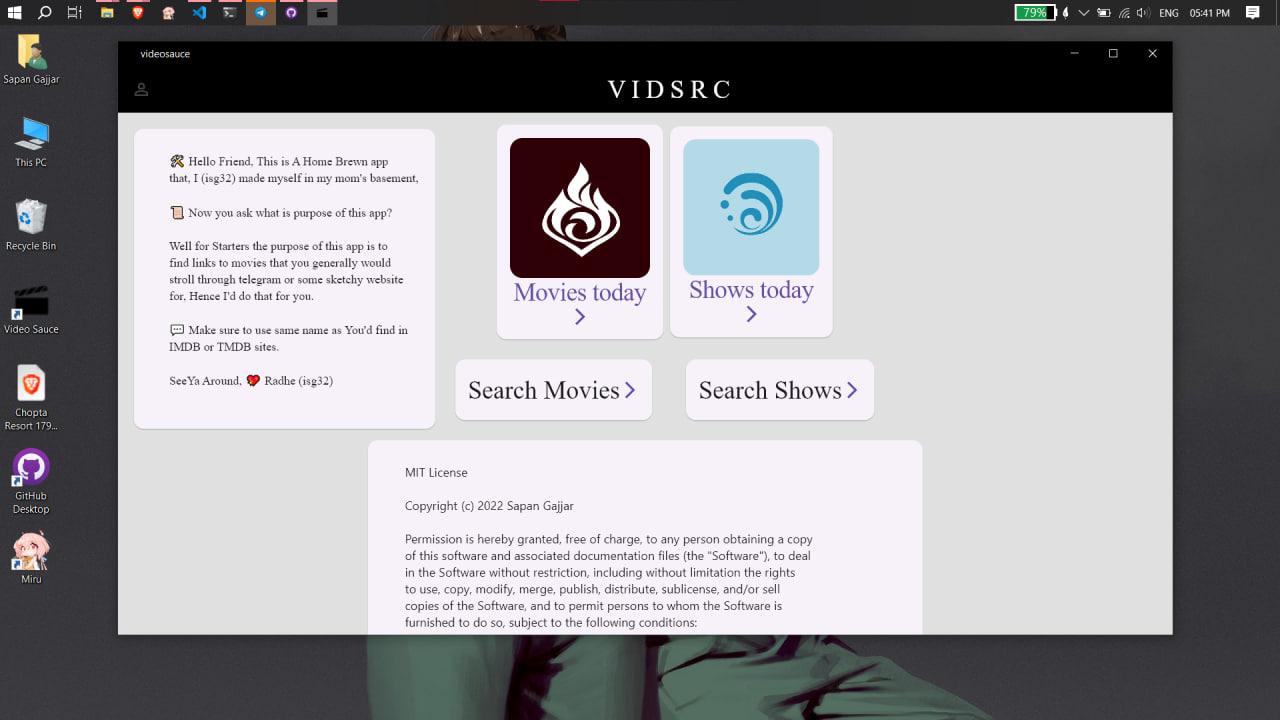 79%
ENG
05:41 PM
Sapan Gajjar
This PC
Recycle Bin
Video Sauce
Chopta
Resort 179...
GitHub
Desktop
Miru
videosauce
VIDSRC
🛠 Hello Friend, This is A Home Brewn app
that, I (isg32) made myself in my mom's basement,
📜 Now you ask what is purpose of this app?
Well for Starters the purpose of this app is to
find links to movies that you generally would
stroll through telegram or some sketchy website
for, Hence I'd do that for you.
💬 Make sure to use same name as You'd find in
IMDB or TMDB sites.
SeeYa Around, 💖 Radhe (isg32)
Movies today
Shows today
Search Movies
Search Shows
MIT License
Copyright (c) 2022 Sapan Gajjar
Permission is hereby granted, free of charge, to any person obtaining a copy
of this software and associated documentation files (the "Software"), to deal
in the Software without restriction, including without limitation the rights
to use, copy, modify, merge, publish, distribute, sublicense, and/or sell
copies of the Software, and to permit persons to whom the Software is
furnished to do so, subject to the following conditions: